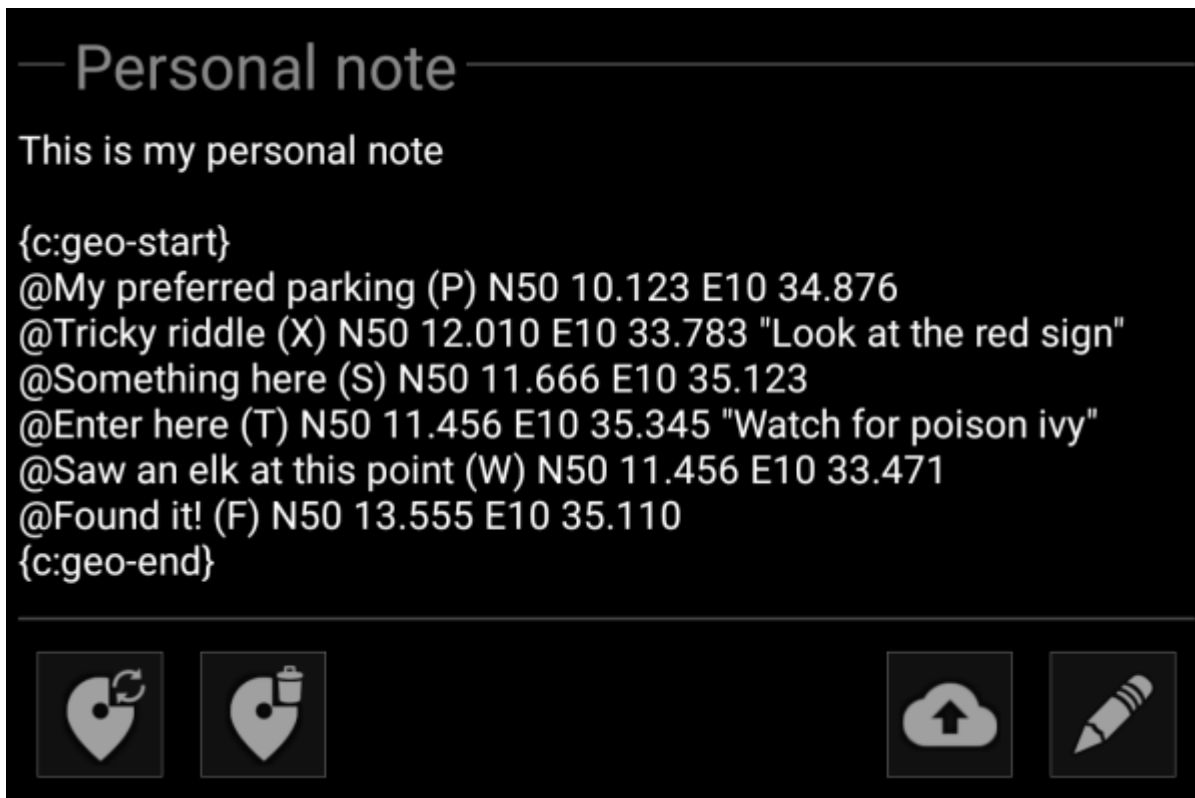 Personal note
This is my personal note
{c:geo-start}
@My preferred parking (P) N50 10.123 E10 34.876
@Tricky riddle (X) N50 12.010 E10 33.783 "Look at the red sign"
@Something here (S) N50 11.666 E10 35.123
@Enter here (T) N50 11.456 E10 35.345 "Watch for poison ivy"
@Saw an elk at this point (W) N50 11.456 E10 33.471
@Found it! (F) N50 13.555 E10 35.110
{c:geo-end}